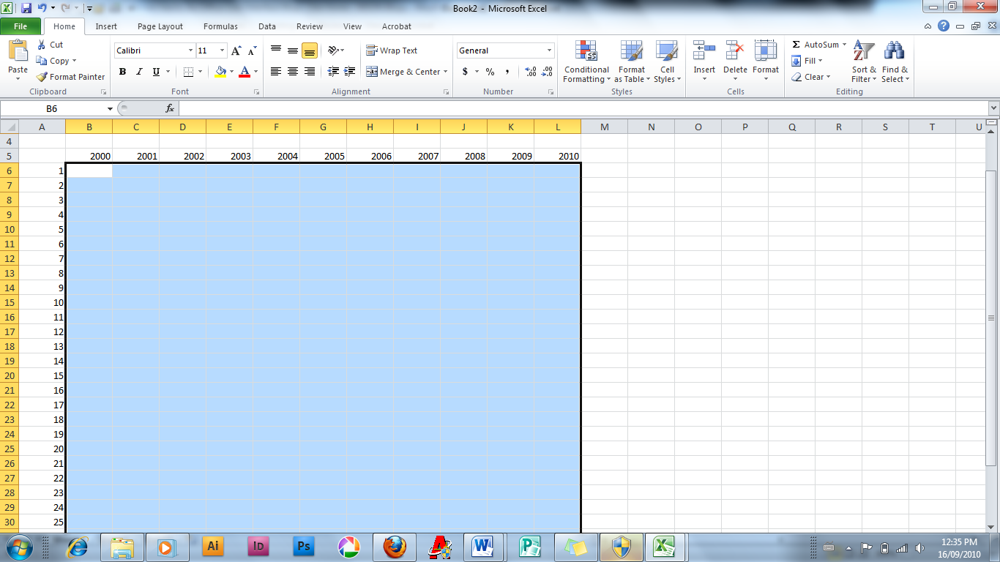 Book2 - Microsoft Excel
File Home Insert Page Layout Formulas Data Review View Acrobat
Paste
Cut
Copy
Format Painter
Clipboard
Calibri 11
B I U
Font
Wrap Text
Merge & Center
Alignment
General
$ % ,
Number
Conditional Formatting
Format as Table
Cell Styles
Styles
Insert Delete Format
Cells
Σ AutoSum
Fill
Clear
Sort & Filter
Find & Select
Editing
B6 fx
A B C D E F G H I J K L M N O P Q R S T U
4
5 2000 2001 2002 2003 2004 2005 2006 2007 2008 2009 2010
6 1
7 2
8 3
9 4
10 5
11 6
12 7
13 8
14 9
15 10
16 11
17 12
18 13
19 14
20 15
21 16
22 17
23 18
24 19
25 20
26 21
27 22
28 23
29 24
30 25
Ai Id Ps
12:35 PM
16/09/2010